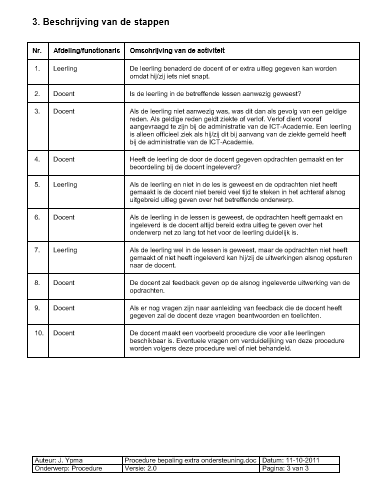 3. Beschrijving van de stappen
Nr. Afdeling/functionaris Omschrijving van de activiteit
1. Leerling De leerling benaderd de docent of er extra uitleg gegeven kan worden
omdat hij/zij iets niet snapt.
2. Docent Is de leerling in de betreffende lessen aanwezig geweest?
3. Docent Als de leerling niet aanwezig was, was dit dan als gevolg van een geldige
reden. Als geldige reden geldt ziekte of verlof. Verlof dient vooraf
aangevraagd te zijn bij de administratie van de ICT-Academie. Een leerling
is alleen officieel ziek als hij/zij dit bij aanvang van de ziekte gemeld heeft
bij de administratie van de ICT-Academie.
4. Docent Heeft de leerling de door de docent gegeven opdrachten gemaakt en ter
beoordeling bij de docent ingeleverd?
5. Leerling Als de leerling en niet in de les is geweest en de opdrachten niet heeft
gemaakt is de docent niet bereid veel tijd te steken in het achteraf alsnog
uitgebreid uitleg geven over het betreffende onderwerp.
6. Docent Als de leerling in de lessen is geweest, de opdrachten heeft gemaakt en
ingeleverd is de docent altijd bereid extra uitleg te geven over het
onderwerp net zo lang tot het voor de leerling duidelijk is.
7. Leerling Als de leerling wel in de lessen is geweest, maar de opdrachten niet heeft
gemaakt of niet heeft ingeleverd kan hij/zij de uitwerkingen alsnog opsturen
naar de docent.
8. Docent De docent zal feedback geven op de alsnog ingeleverde uitwerking van de
opdrachten.
9. Docent Als er nog vragen zijn naar aanleiding van feedback die de docent heeft
gegeven zal de docent deze vragen beantwoorden en toelichten.
10. Docent De docent maakt een voorbeeld procedure die voor alle leerlingen
beschikbaar is. Eventuele vragen om verduidelijking van deze procedure
worden volgens deze procedure wel of niet behandeld.
Auteur: J. Ypma Procedure bepaling extra ondersteuning.doc Datum: 11-10-2011
Onderwerp: Procedure Versie: 2.0 Pagina: 3 van 3